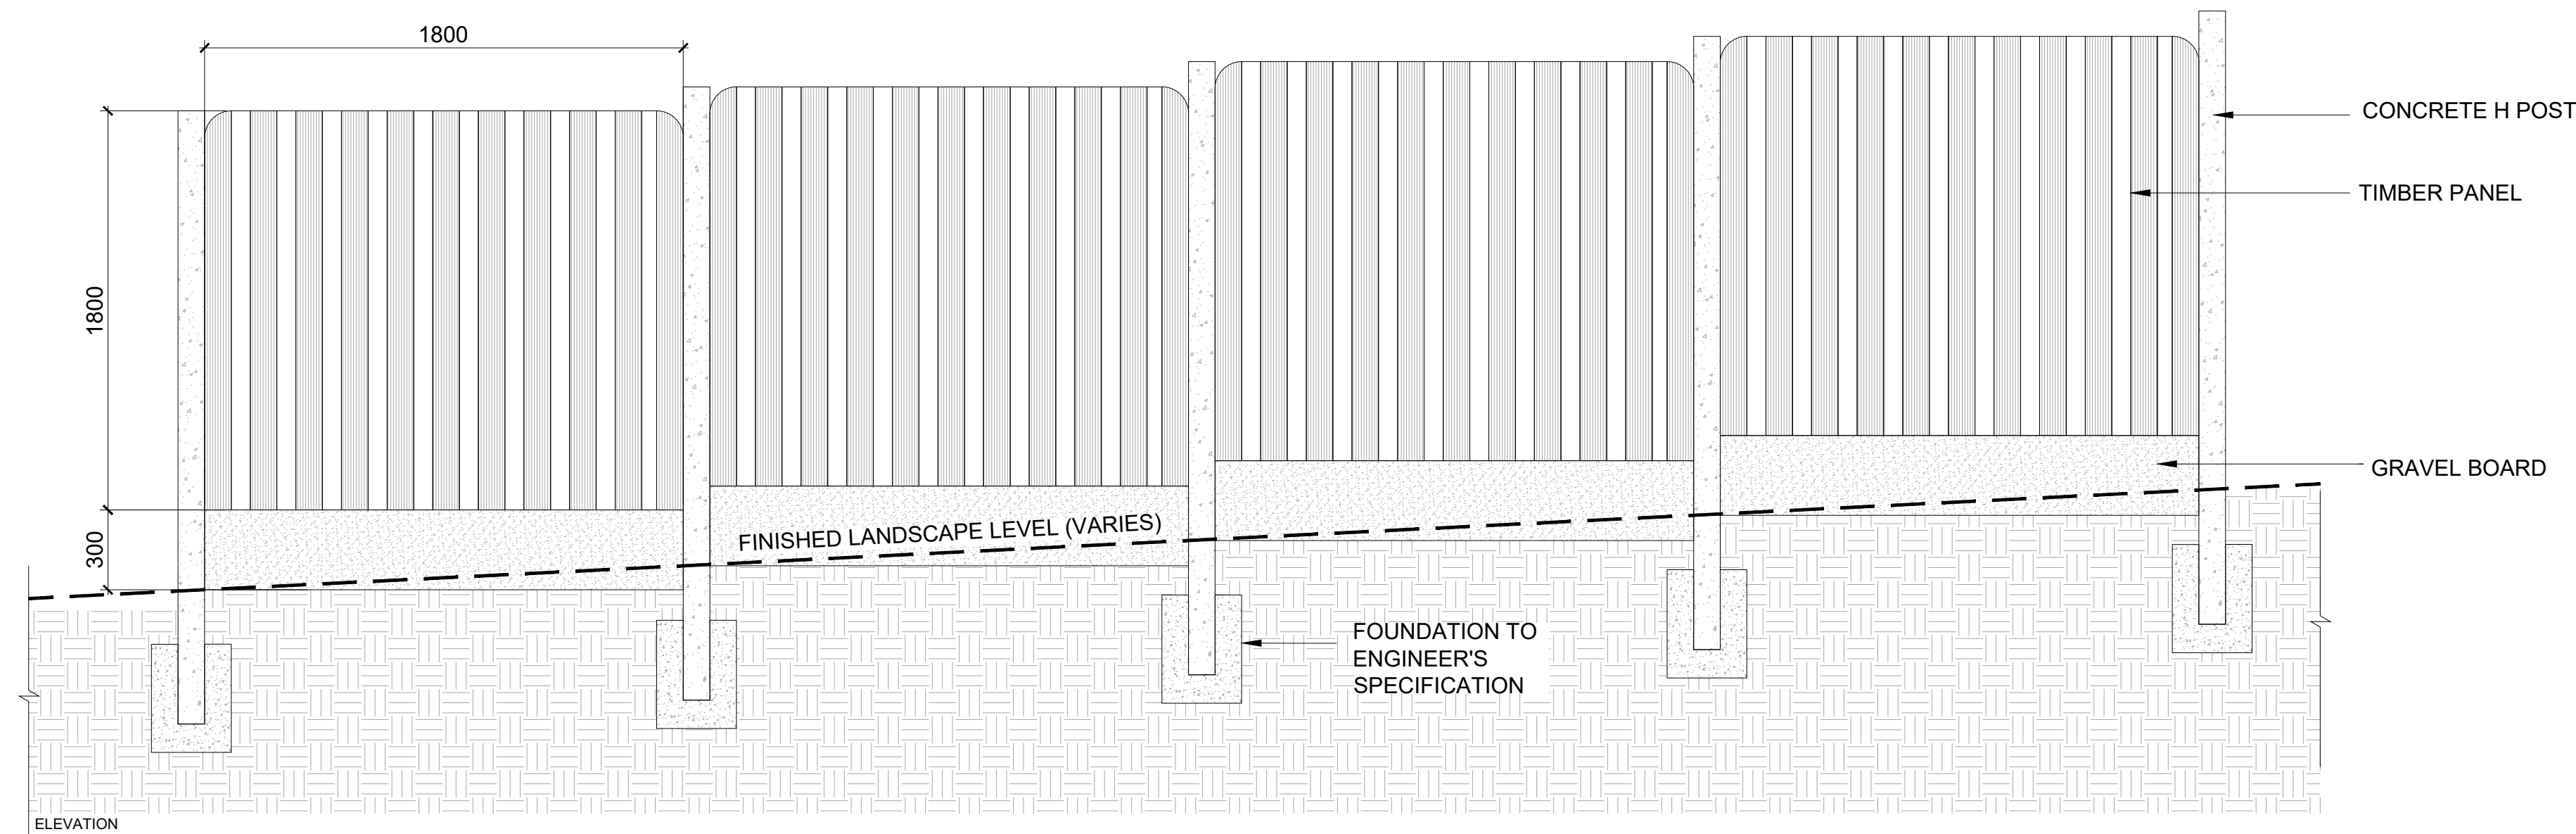 1800
CONCRETE H POST
TIMBER PANEL
1800
GRAVEL BOARD
FINISHED LANDSCAPE LEVEL (VARIES)
300
FOUNDATION TO
ENGINEER'S
SPECIFICATION
ELEVATION